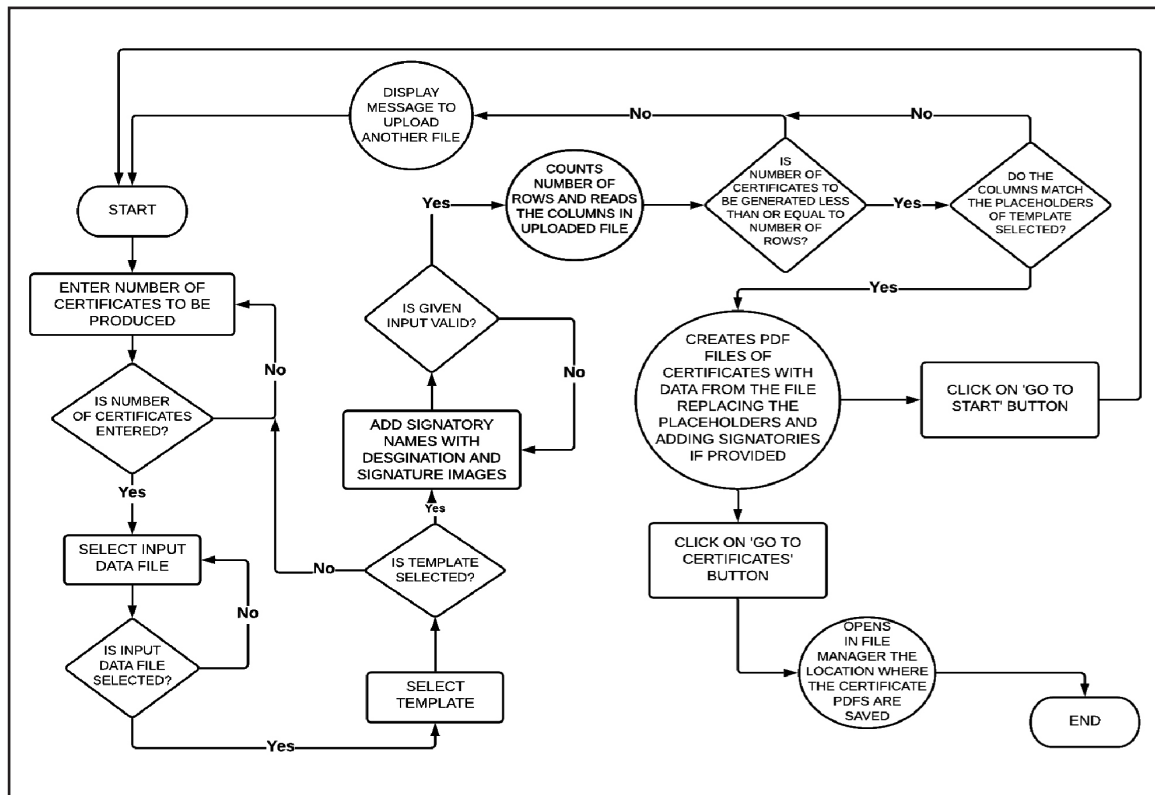 DISPLAY
MESSAGE TO
UPLOAD
ANOTHER FILE
No
No
START
Yes
COUNTS
NUMBER OF
ROWS AND READS
THE COLUMNS IN
UPLOADED FILE
IS
NUMBER OF
CERTIFICATES TO
BE GENERATED LESS
THAN OR EQUAL TO
NUMBER OF
ROWS?
Yes
DO THE
COLUMNS MATCH
THE PLACEHOLDERS
OF TEMPLATE
SELECTED?
ENTER NUMBER OF
CERTIFICATES TO BE
PRODUCED
No
IS NUMBER
OF CERTIFICATES
ENTERED?
Yes
SELECT INPUT
DATA FILE
No
IS INPUT
DATA FILE
SELECTED?
Yes
SELECT
TEMPLATE
IS TEMPLATE
SELECTED?
No
Yes
ADD SIGNATORY
NAMES WITH
DESGINATION AND
SIGNATURE IMAGES
IS GIVEN
INPUT VALID?
No
Yes
CREATES PDF
FILES OF
CERTIFICATES WITH
DATA FROM THE FILE
REPLACING THE
PLACEHOLDERS AND
ADDING SIGNATORIES
IF PROVIDED
CLICK ON 'GO TO
START' BUTTON
CLICK ON 'GO TO
CERTIFICATES'
BUTTON
OPENS
IN FILE
MANAGER THE
LOCATION WHERE
THE CERTIFICATE
PDFS ARE
SAVED
END